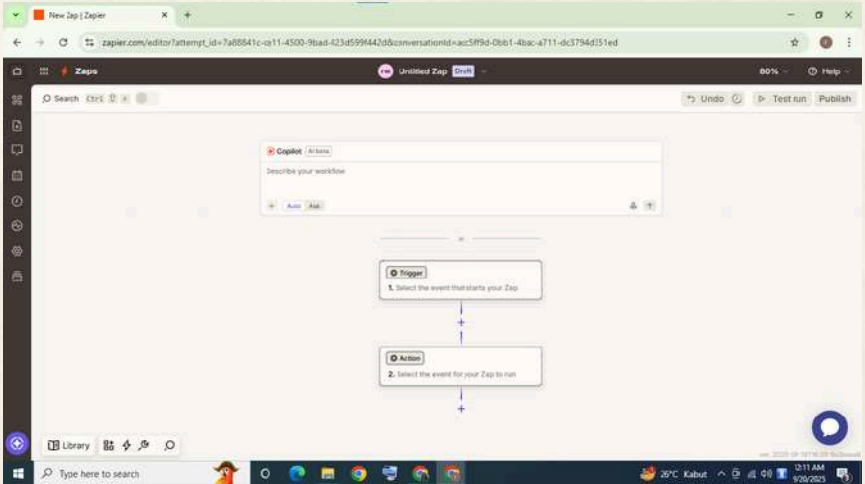 New Zap | Zapier
zapier.com/editor?attempt_id=7a88841c-ce11-4500-9bad-f23d599f442d&conversationId=acc5ff9d-0bb1-4bac-a711-dc3794d351ed
Zaps
Untitled Zap Draft
80%
Help
Search Ctrl
Undo
Test run
Publish
Copilot AI beta
Describe your workflow
Auto Ask
or
Trigger
1. Select the event that starts your Zap
Action
2. Select the event for your Zap to run
Library
Type here to search
26°C Kabut
12:11 AM
9/20/2025